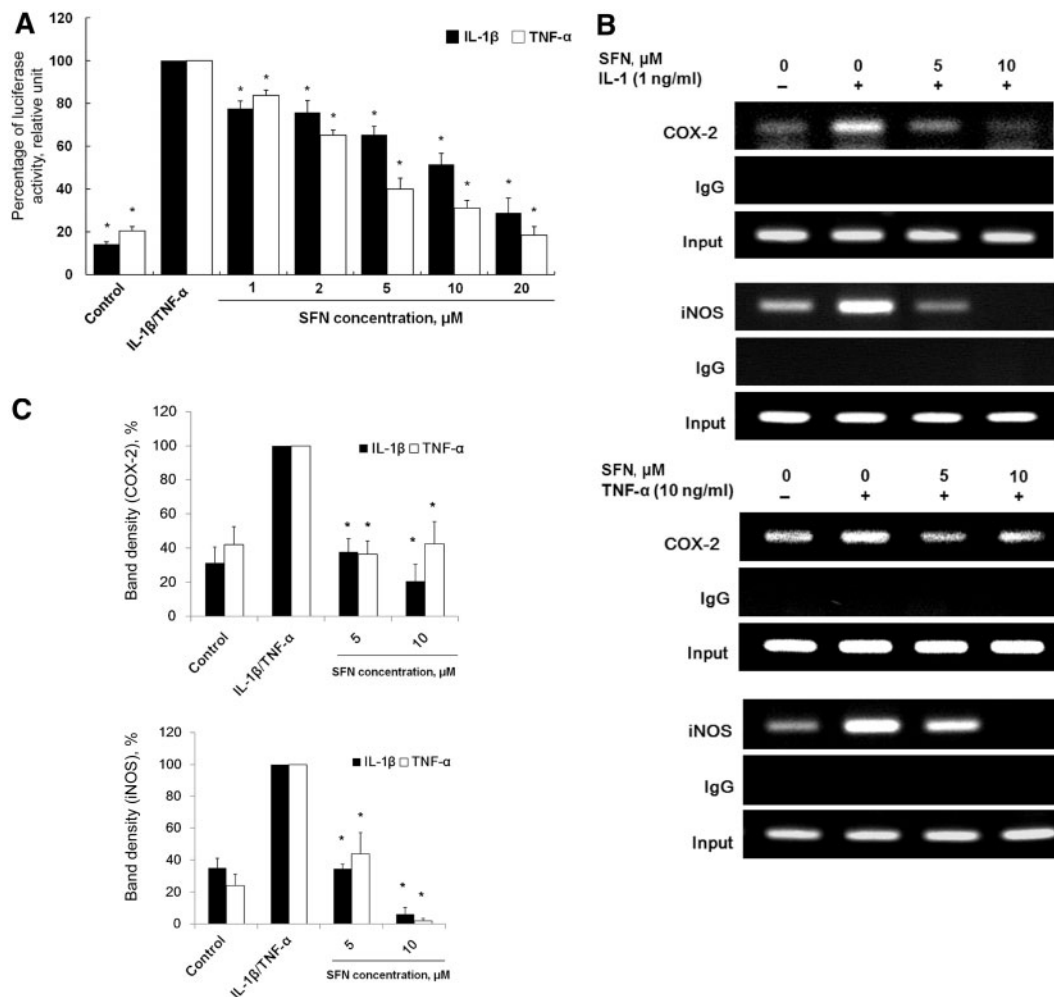 A
Percentage of luciferase
activity, relative unit
120
100
80
60
40
20
0
IL-1β TNF-α
* * * * * * * * * * * *
Control
IL-1β/TNF-α
1 2 5 10 20
SFN concentration, μM
B
SFN, μM 0 0 5 10
IL-1 (1 ng/ml) – + + +
COX-2
IgG
Input
iNOS
IgG
Input
SFN, μM 0 0 5 10
TNF-α (10 ng/ml) – + + +
COX-2
IgG
Input
iNOS
IgG
Input
C
Band density (COX-2), %
120
100
80
60
40
20
0
IL-1β TNF-α
* * * *
Control
IL-1β/TNF-α
5 10
SFN concentration, μM
Band density (iNOS), %
120
100
80
60
40
20
0
IL-1β TNF-α
* * * *
Control
IL-1β/TNF-α
5 10
SFN concentration, μM